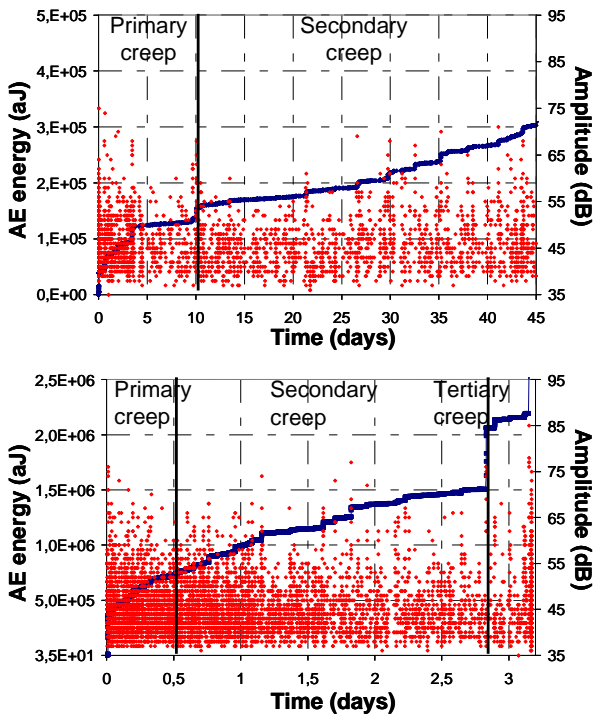 Primary
creep
Secondary
creep
5,E+05
4,E+05
3,E+05
2,E+05
1,E+05
0,E+00
AE energy (aJ)
95
85
75
65
55
45
35
Amplitude (dB)
0 5 10 15 20 25 30 35 40 45
Time (days)
Primary
creep
Secondary
creep
Tertiary
creep
2,5E+06
2,0E+06
1,5E+06
1,0E+06
5,0E+05
3,5E+01
AE energy (aJ)
95
85
75
65
55
45
35
Amplitude (dB)
0 0,5 1 1,5 2 2,5 3
Time (days)